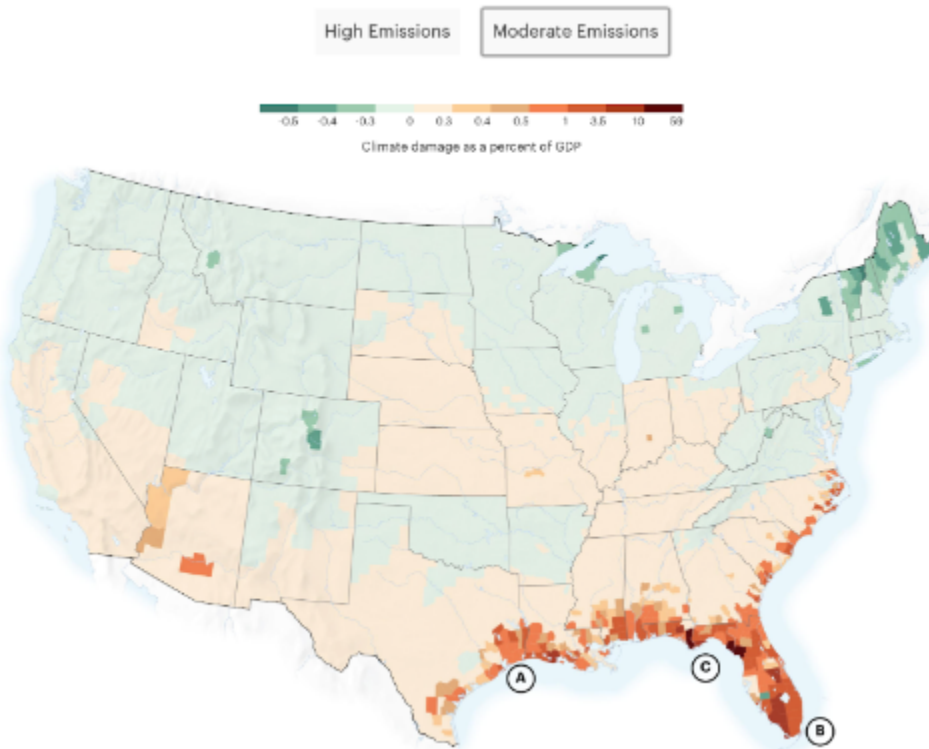 High Emissions Moderate Emissions
-0.5 -0.4 -0.3 0 0.3 0.4 0.5 1 3.5 10 59
Climate damage as a percent of GDP
A
C
B